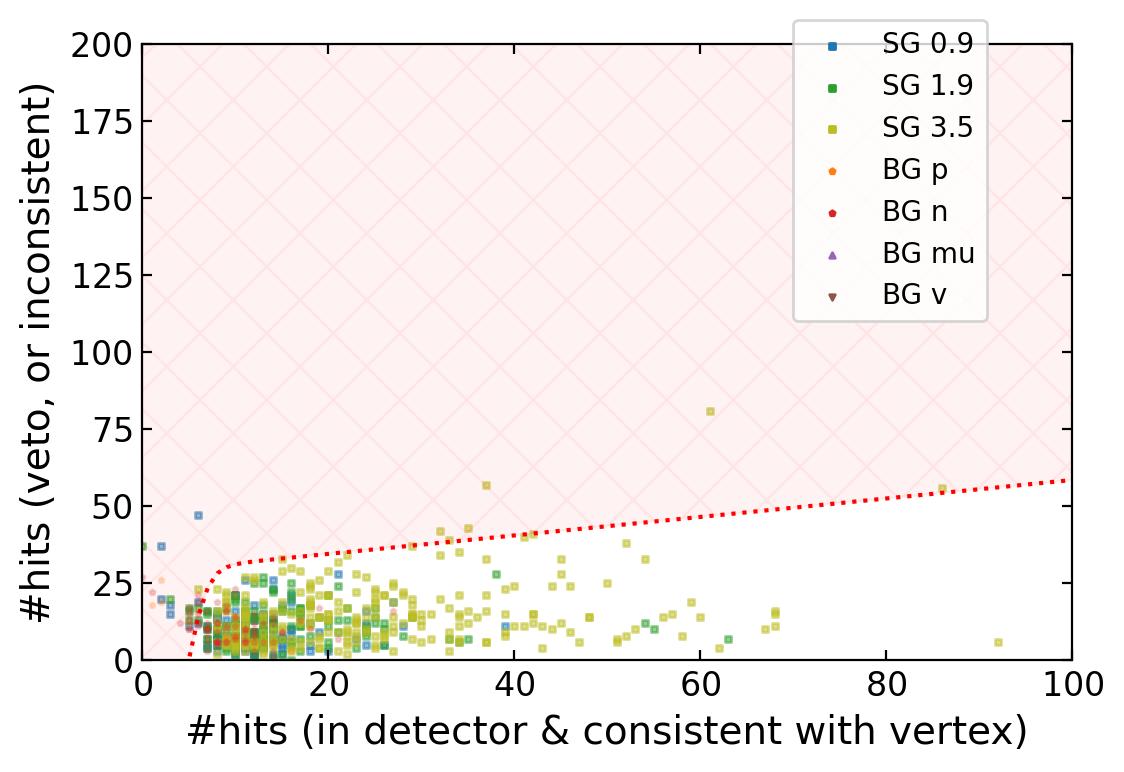 200
175
150
125
100
75
50
25
0
#hits (veto, or inconsistent)
SG 0.9
SG 1.9
SG 3.5
BG p
BG n
BG mu
BG v
0 20 40 60 80 100
#hits (in detector & consistent with vertex)